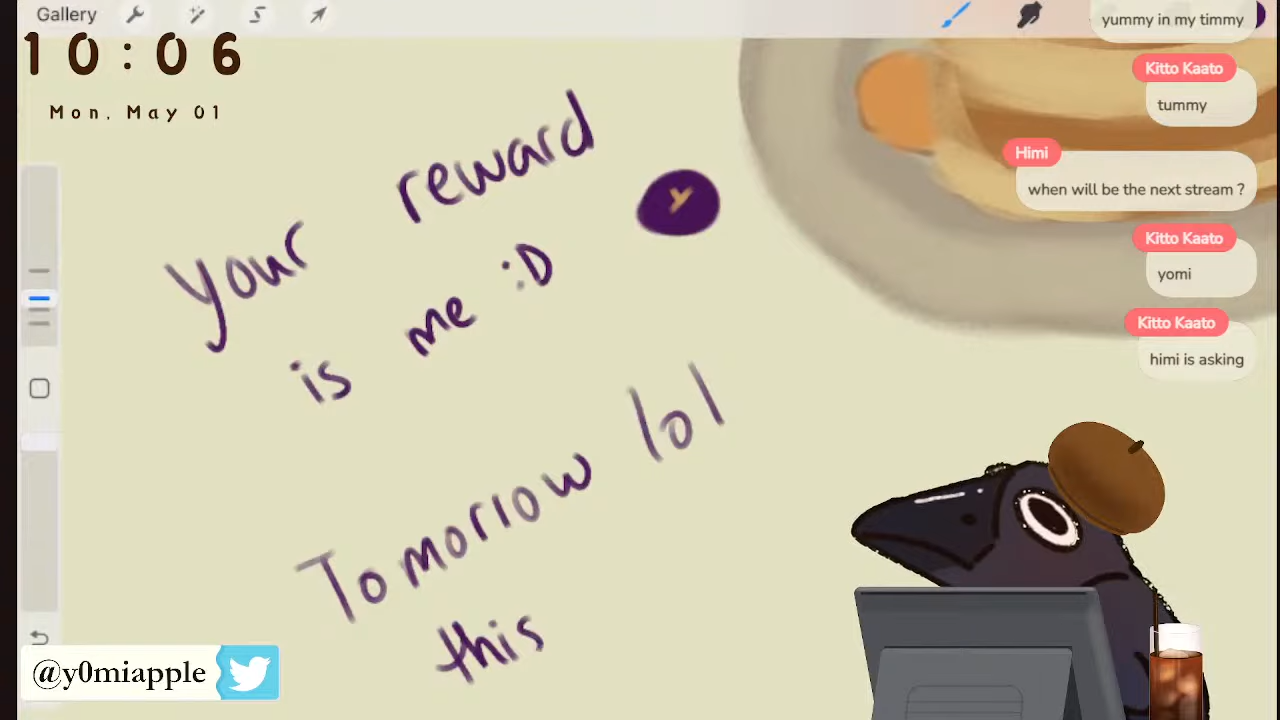 Gallery
10:06
Mon, May 01
your reward
is me :D
Y
Tomorrow lol
this
@y0miapple
yummy in my timmy
Kitto Kaato
tummy
Himi
when will be the next stream ?
Kitto Kaato
yomi
Kitto Kaato
himi is asking